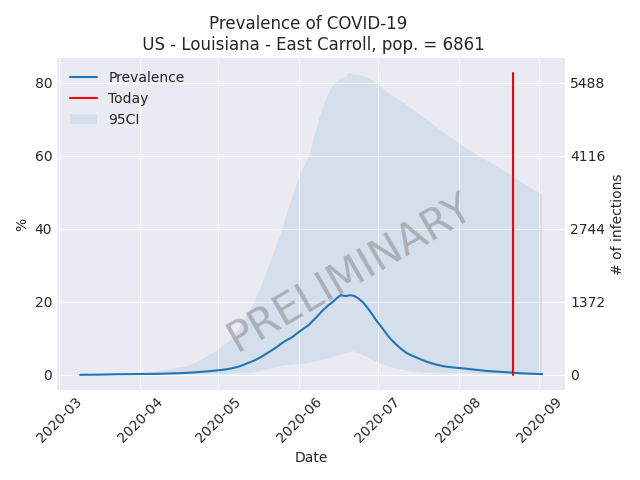 Prevalence of COVID-19
US - Louisiana - East Carroll, pop. = 6861
Prevalence
Today
95CI
PRELIMINARY
%
80
60
40
20
0
5488
4116
2744
1372
0
# of infections
2020-03
2020-04
2020-05
2020-06
2020-07
2020-08
2020-09
Date